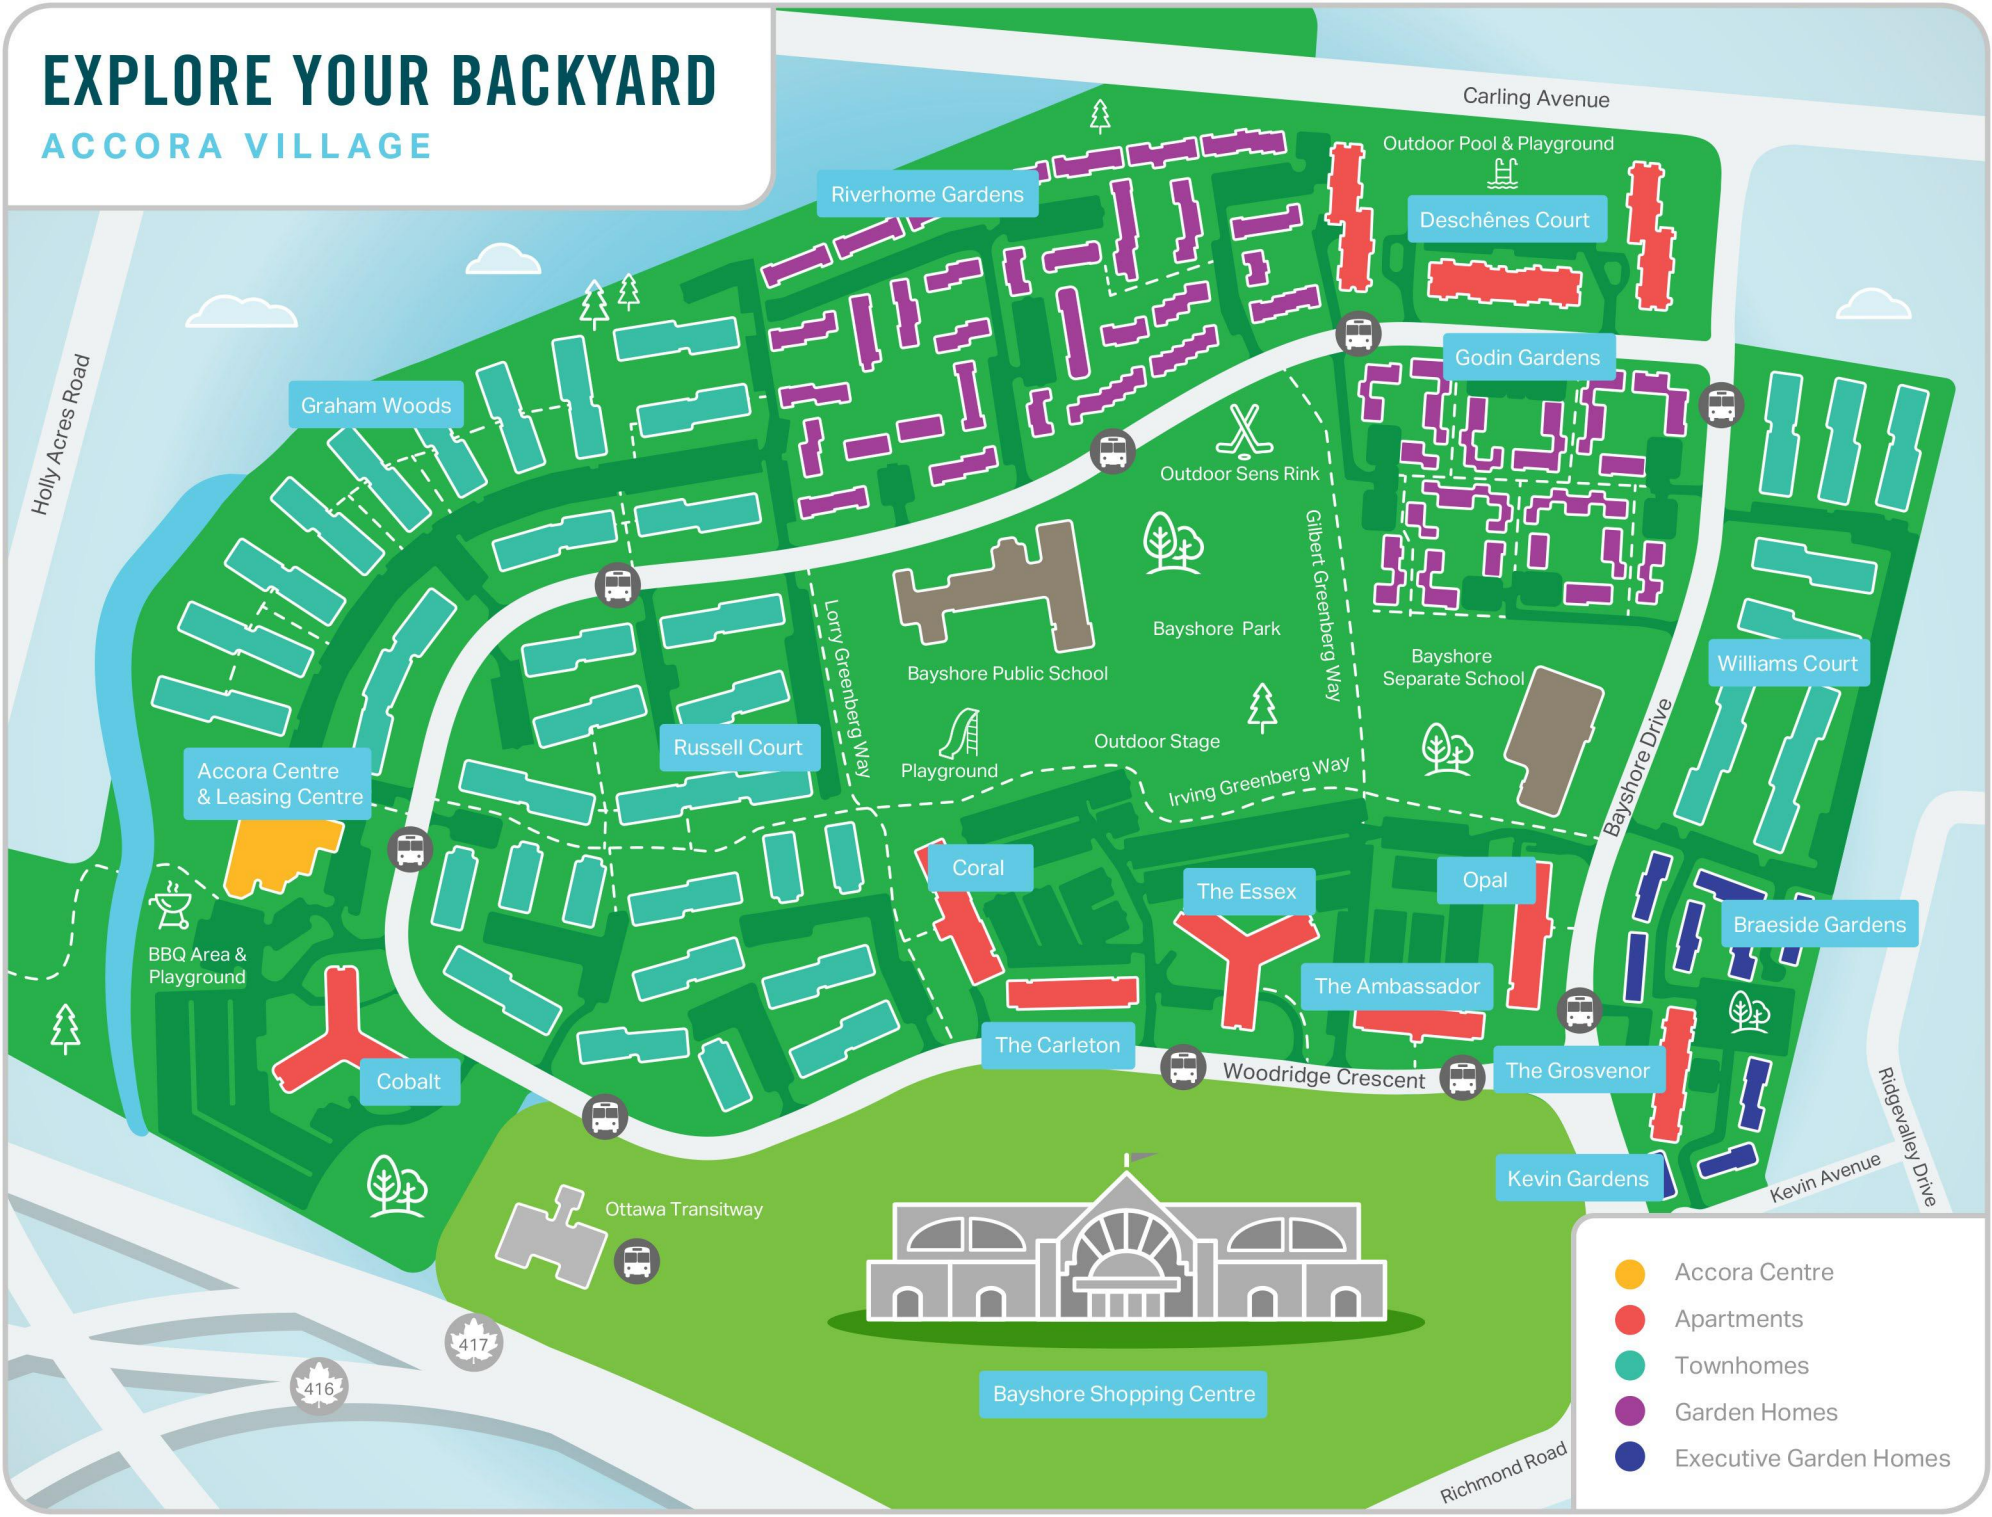 EXPLORE YOUR BACKYARD
ACCORA VILLAGE
Carling Avenue
Outdoor Pool & Playground
Riverhome Gardens
Deschênes Court
Holly Acres Road
Graham Woods
Godin Gardens
Outdoor Sens Rink
Gilbert Greenberg Way
Lorry Greenberg Way
Bayshore Park
Bayshore Public School
Bayshore
Separate School
Williams Court
Russell Court
Accora Centre
& Leasing Centre
Playground
Outdoor Stage
Irving Greenberg Way
Bayshore Drive
Coral
The Essex
Opal
Braeside Gardens
BBQ Area &
Playground
The Ambassador
Cobalt
The Carleton
Woodridge Crescent
The Grosvenor
Ridgevalley Drive
Kevin Gardens
Kevin Avenue
Ottawa Transitway
417
416
Bayshore Shopping Centre
Richmond Road
Accora Centre
Apartments
Townhomes
Garden Homes
Executive Garden Homes